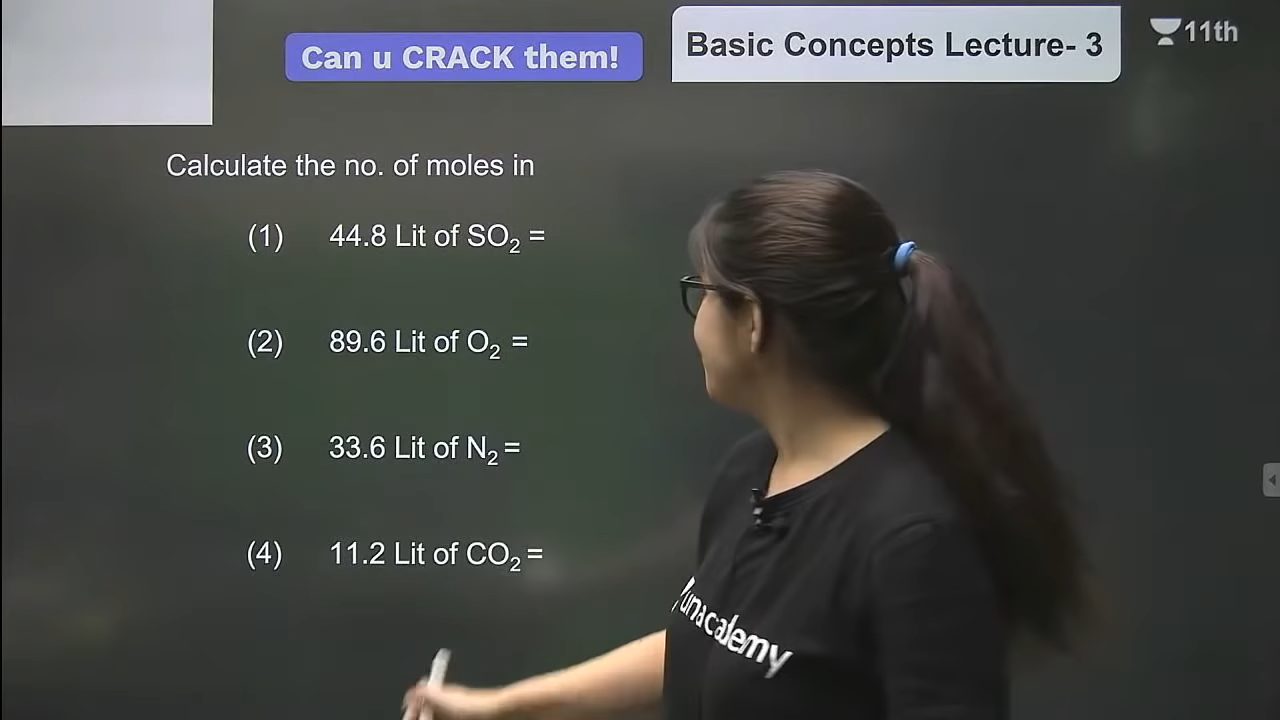 Can u CRACK them!
Basic Concepts Lecture- 3
11th
Calculate the no. of moles in
(1) 44.8 Lit of SO₂ =
(2) 89.6 Lit of O₂ =
(3) 33.6 Lit of N₂ =
(4) 11.2 Lit of CO₂ =
unacademy